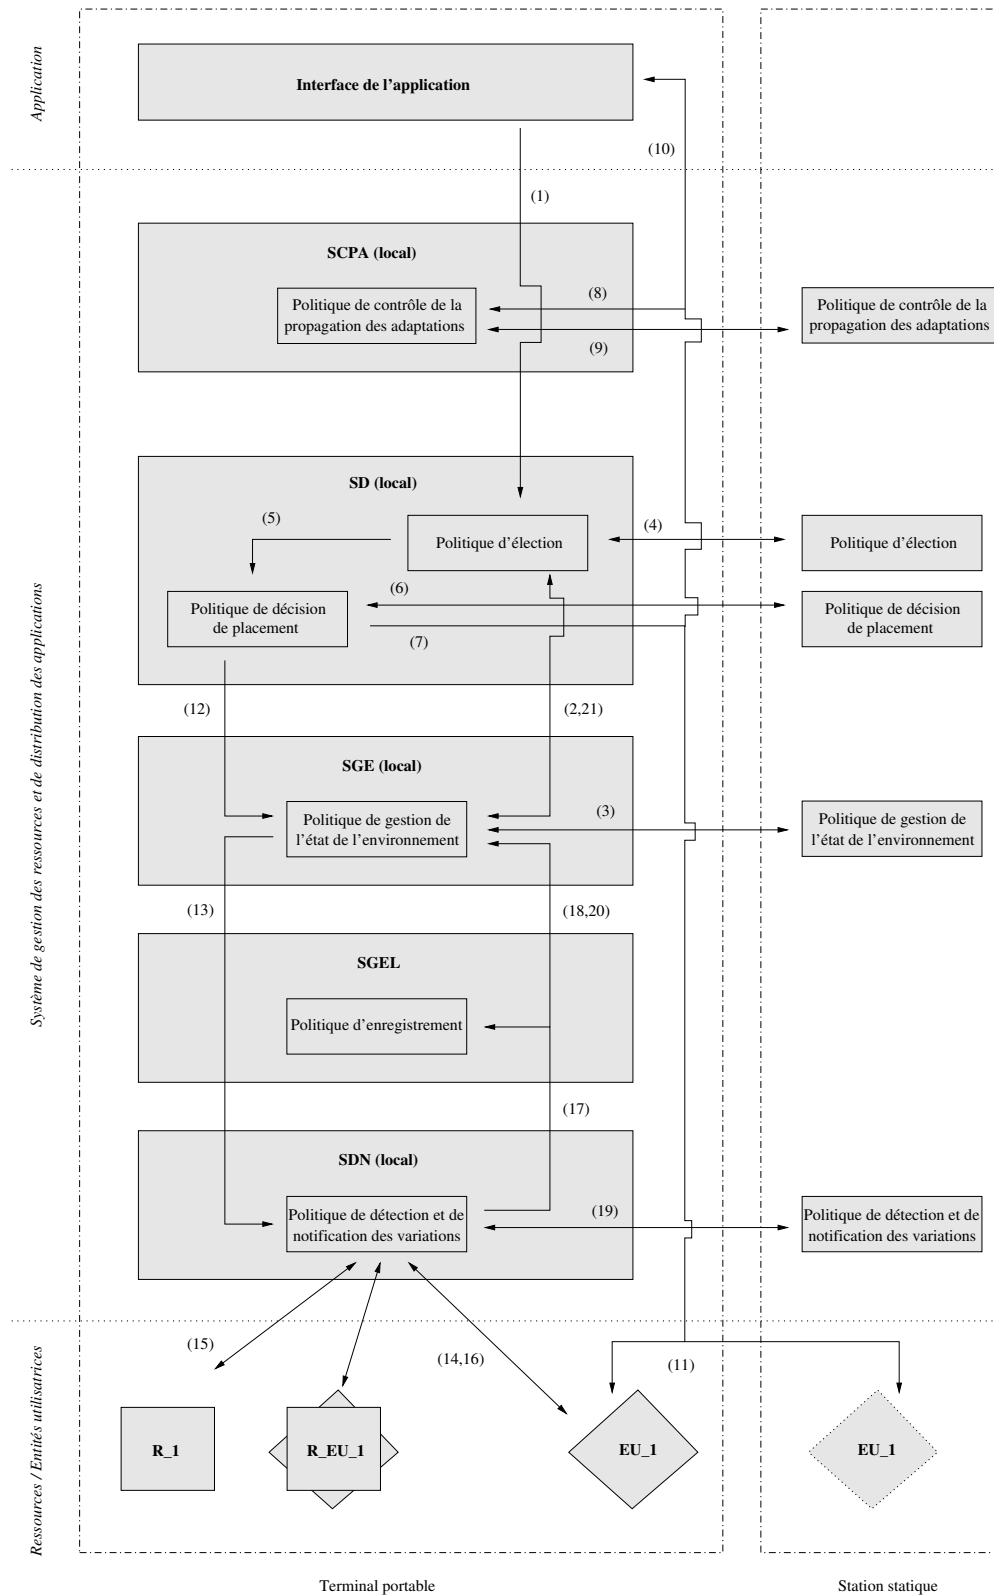 Application
Interface de l'application
(10)
(1)
SCPA (local)
Politique de contrôle de la
propagation des adaptations
(8)
(9)
Politique de contrôle de la
propagation des adaptations
SD (local)
(5)
Politique d'élection
(4)
Politique d'élection
Politique de décision
de placement
(6)
(7)
Politique de décision
de placement
(12)
(2,21)
Système de gestion des ressources et de distribution des applications
SGE (local)
Politique de gestion de
l'état de l'environnement
(3)
Politique de gestion de
l'état de l'environnement
(13)
(18,20)
SGEL
Politique d'enregistrement
(17)
SDN (local)
Politique de détection et de
notification des variations
(19)
Politique de détection et de
notification des variations
(15)
(14,16)
(11)
Ressources / Entités utilisatrices
R_1
R_EU_1
EU_1
EU_1
Terminal portable
Station statique